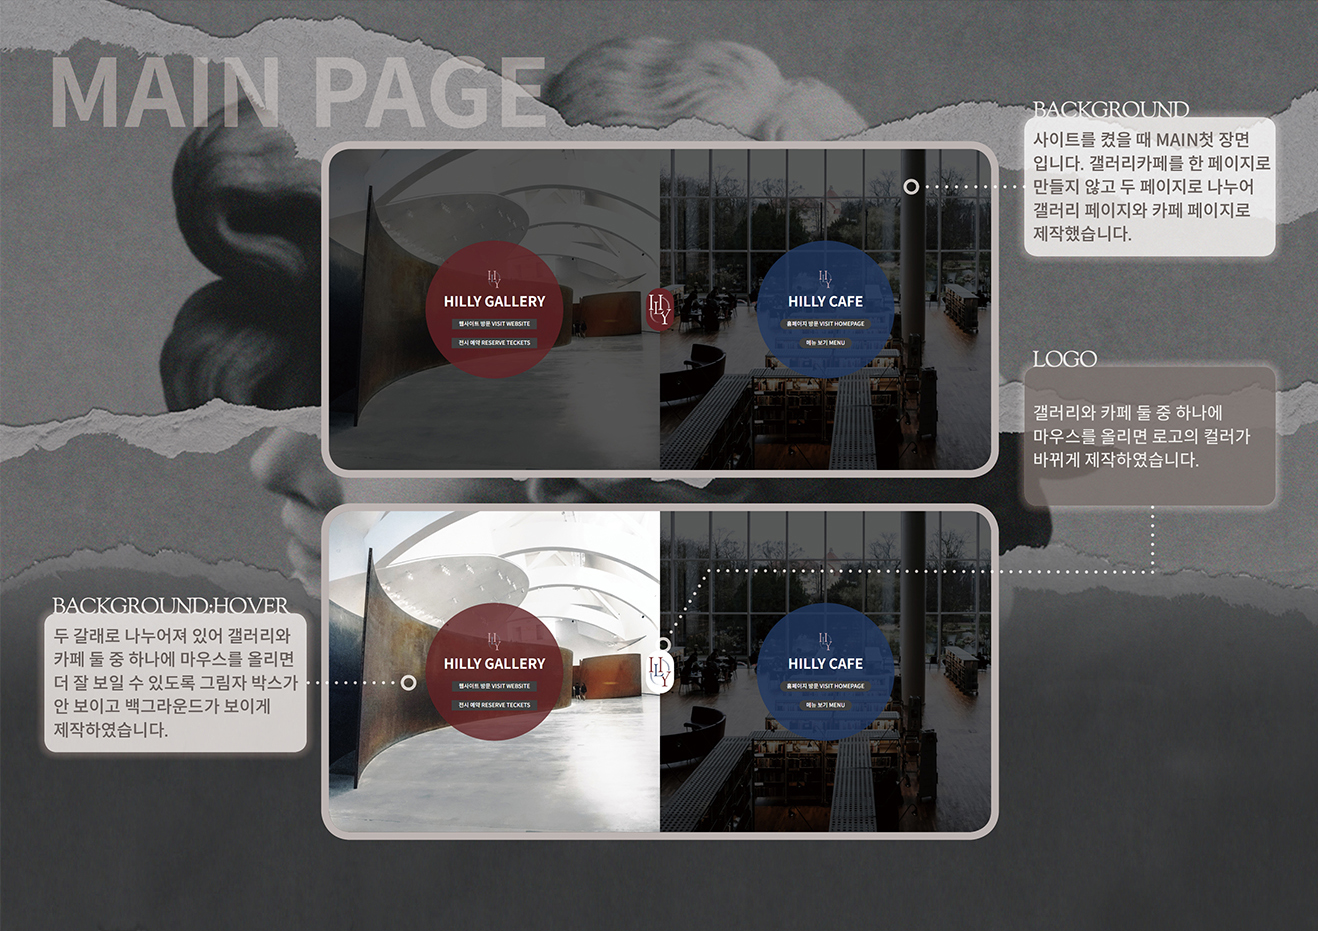 MAIN PAGE
BACKGROUND
사이트를 켰을 때 MAIN첫 장면
입니다. 갤러리카페를 한 페이지로
만들지 않고 두 페이지로 나누어
갤러리 페이지와 카페 페이지로
제작했습니다.
HILLY
HILLY GALLERY
웹사이트 방문 VISIT WEBSITE
전시 예약 RESERVE TECKETS
HILLY
HILLY
HILLY CAFE
홈페이지 방문 VISIT HOMEPAGE
메뉴 보기 MENU
LOGO
갤러리와 카페 둘 중 하나에
마우스를 올리면 로고의 컬러가
바뀌게 제작하였습니다.
BACKGROUND:HOVER
두 갈래로 나누어져 있어 갤러리와
카페 둘 중 하나에 마우스를 올리면
더 잘 보일 수 있도록 그림자 박스가
안 보이고 백그라운드가 보이게
제작하였습니다.
HILLY
HILLY GALLERY
웹사이트 방문 VISIT WEBSITE
전시 예약 RESERVE TECKETS
HILLY
HILLY
HILLY CAFE
홈페이지 방문 VISIT HOMEPAGE
메뉴 보기 MENU